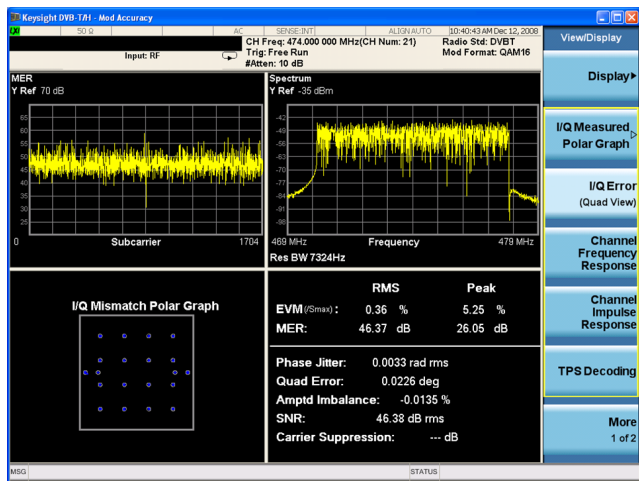 Keysight DVB-T/H - Mod Accuracy
50 Ω
AC
SENSE:INT
ALIGN AUTO
10:40:43 AM Dec 12, 2008
CH Freq: 474.000 000 MHz(CH Num: 21)
Radio Std: DVBT
Input: RF
Trig: Free Run
Mod Format: QAM16
#Atten: 10 dB
MER
Y Ref 70 dB
65
60
55
50
45
40
35
30
25
0
Subcarrier
1704
Spectrum
Y Ref -35 dBm
-42
-49
-56
-63
-70
-77
-84
-91
-98
469 MHz
Frequency
479 MHz
Res BW 7324Hz
I/Q Mismatch Polar Graph
RMS
Peak
EVM(/Smax) : 0.36 % 5.25 %
MER: 46.37 dB 26.05 dB
Phase Jitter: 0.0033 rad rms
Quad Error: 0.0226 deg
Amptd Imbalance: -0.0135 %
SNR: 46.38 dB rms
Carrier Suppression: --- dB
View/Display
Display
I/Q Measured
Polar Graph
I/Q Error
(Quad View)
Channel
Frequency
Response
Channel
Impulse
Response
TPS Decoding
More
1 of 2
MSG
STATUS